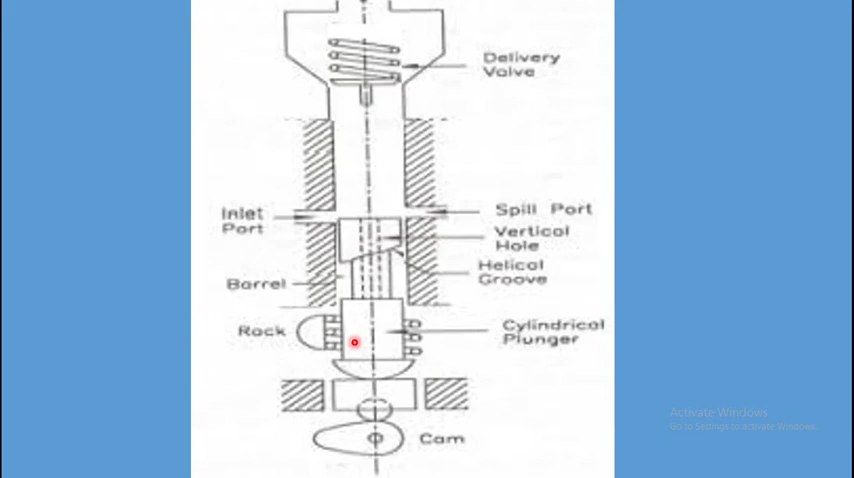 Delivery
Valve
Inlet
Port
Spill Port
Vertical
Hole
Helical
Groove
Barrel
Rack
Cylindrical
Plunger
Cam
Activate Windows
Go to Settings to activate Windows.